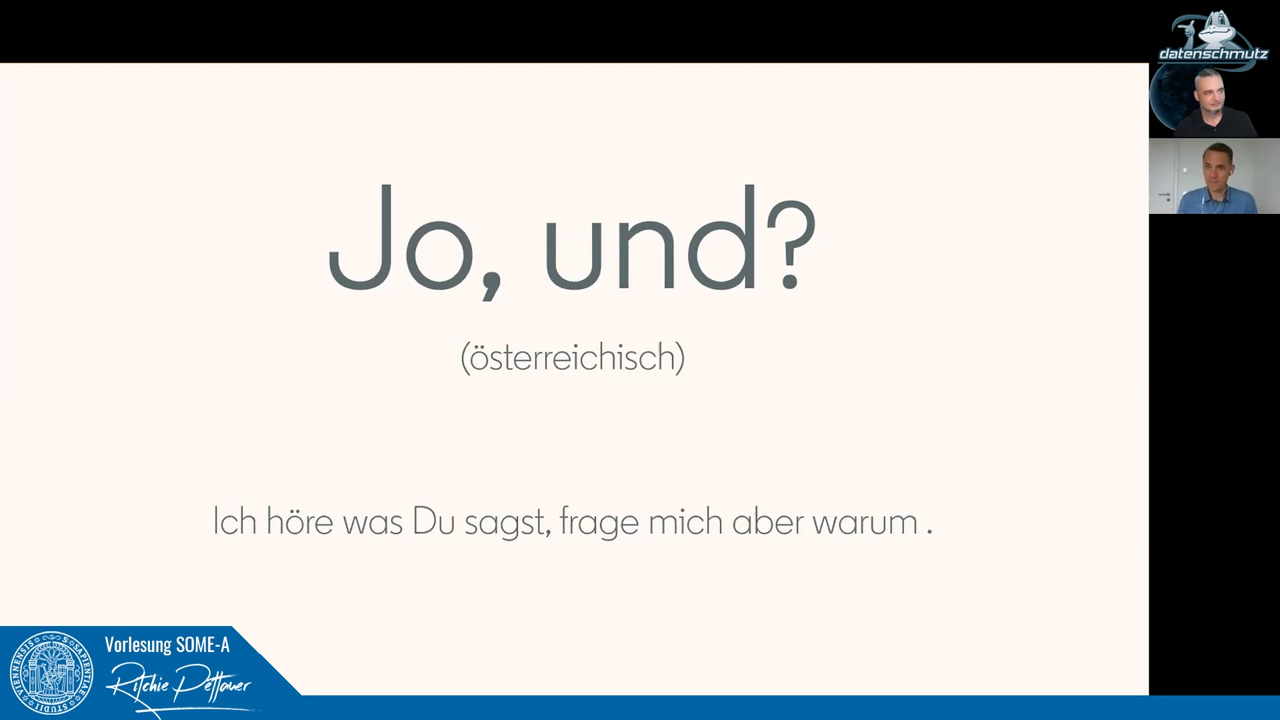 datenschmutz
Jo, und?
(österreichisch)
Ich höre was Du sagst, frage mich aber warum .
Vorlesung SOME-A
Ritchie Pettauer